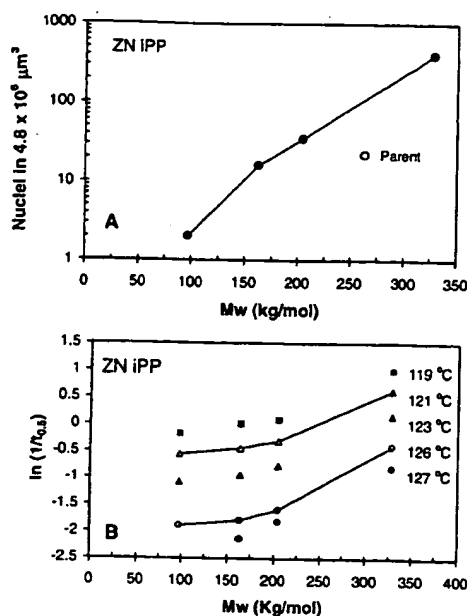 1000
ZN iPP
100
Parent
10
A
1
0 50 100 150 200 250 300 350
Mw (kg/mol)
Nuclei in 4.8 x 10⁶ µm³
ZN iPP
1
0.5
0
-0.5
-1
-1.5
-2
-2.5
119 °C
121 °C
123 °C
126 °C
127 °C
B
0 50 100 150 200 250 300 350 400
Mw (Kg/mol)
ln (1/t0.5)